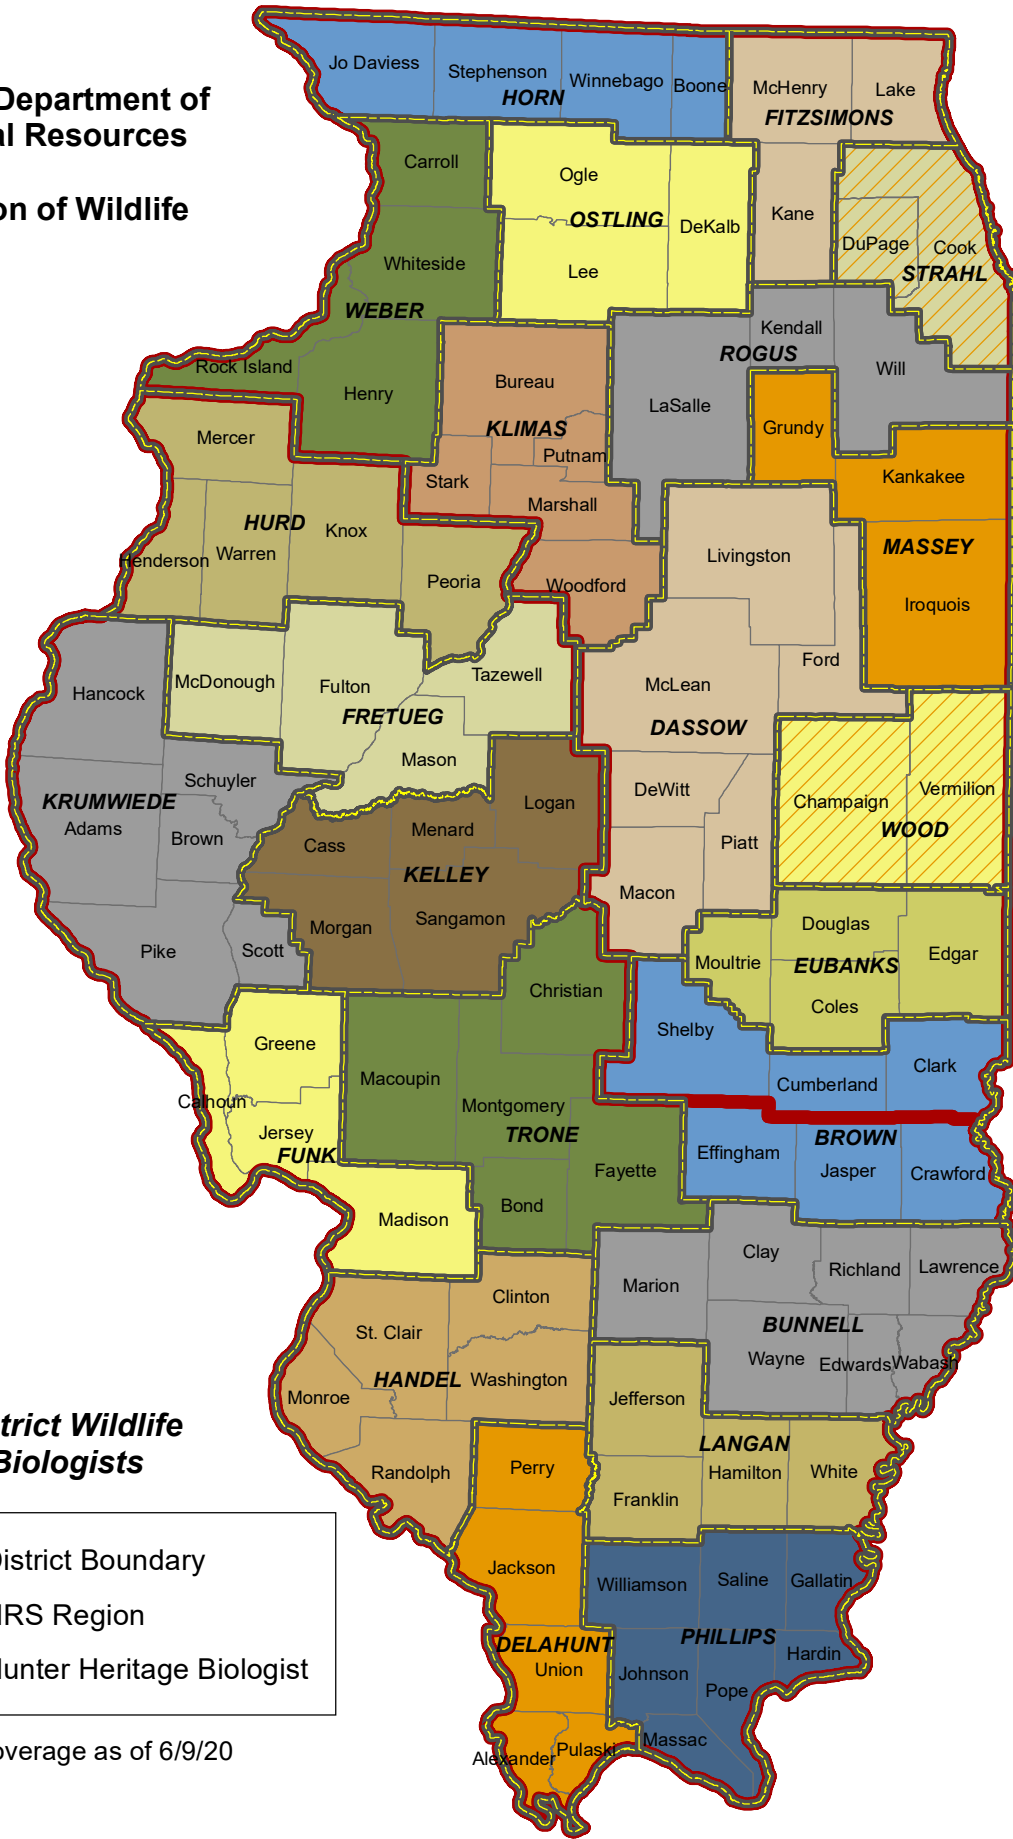 Department of
al Resources
on of Wildlife
Jo Daviess
Stephenson
Winnebago
Boone
HORN
McHenry
Lake
FITZSIMONS
Kane
Carroll
Whiteside
WEBER
Rock Island
Henry
Ogle
OSTLING
DeKalb
Lee
DuPage
Cook
STRAHL
Kendall
ROGUS
Will
LaSalle
Bureau
KLIMAS
Putnam
Stark
Marshall
Woodford
Grundy
Kankakee
MASSEY
Iroquois
Mercer
HURD
Knox
Henderson
Warren
Peoria
Livingston
Ford
McLean
DASSOW
DeWitt
Piatt
Macon
Hancock
McDonough
Fulton
Tazewell
FRETUEG
Mason
Schuyler
KRUMWIEDE
Adams
Brown
Pike
Scott
Logan
Menard
Cass
KELLEY
Morgan
Sangamon
Champaign
Vermilion
WOOD
Douglas
Moultrie
EUBANKS
Edgar
Coles
Christian
Macoupin
Montgomery
TRONE
Fayette
Bond
Shelby
Cumberland
Clark
BROWN
Effingham
Jasper
Crawford
Greene
Calhoun
Jersey
FUNK
Madison
Clinton
St. Clair
HANDEL
Washington
Monroe
Randolph
Marion
Clay
Richland
Lawrence
BUNNELL
Wayne
Edwards
Wabash
Jefferson
LANGAN
Hamilton
White
Franklin
Perry
Jackson
DELAHUNT
Union
Alexander
Pulaski
Williamson
Saline
Gallatin
PHILLIPS
Hardin
Johnson
Pope
Massac
trict Wildlife
Biologists
District Boundary
IRS Region
Hunter Heritage Biologist
overage as of 6/9/20